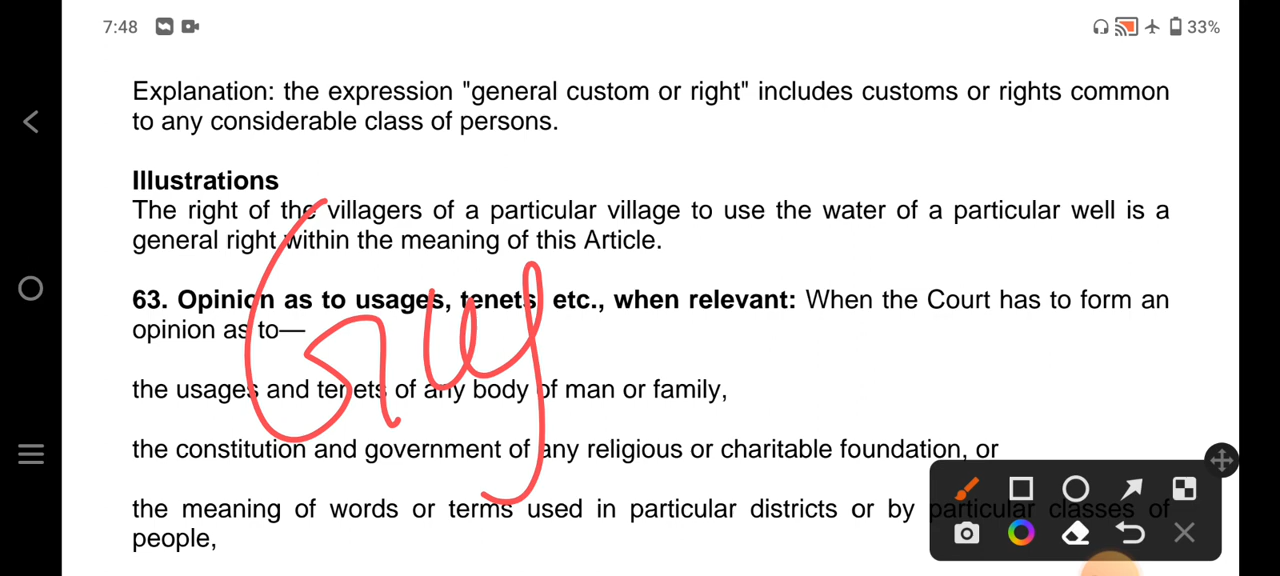 7:48 33%
Explanation: the expression "general custom or right" includes customs or rights common
to any considerable class of persons.
Illustrations
The right of the villagers of a particular village to use the water of a particular well is a
general right within the meaning of this Article.
63. Opinion as to usages, tenets, etc., when relevant: When the Court has to form an
opinion as to—
the usages and tenets of any body of man or family,
the constitution and government of any religious or charitable foundation, or
the meaning of words or terms used in particular districts or by particular classes of
people,